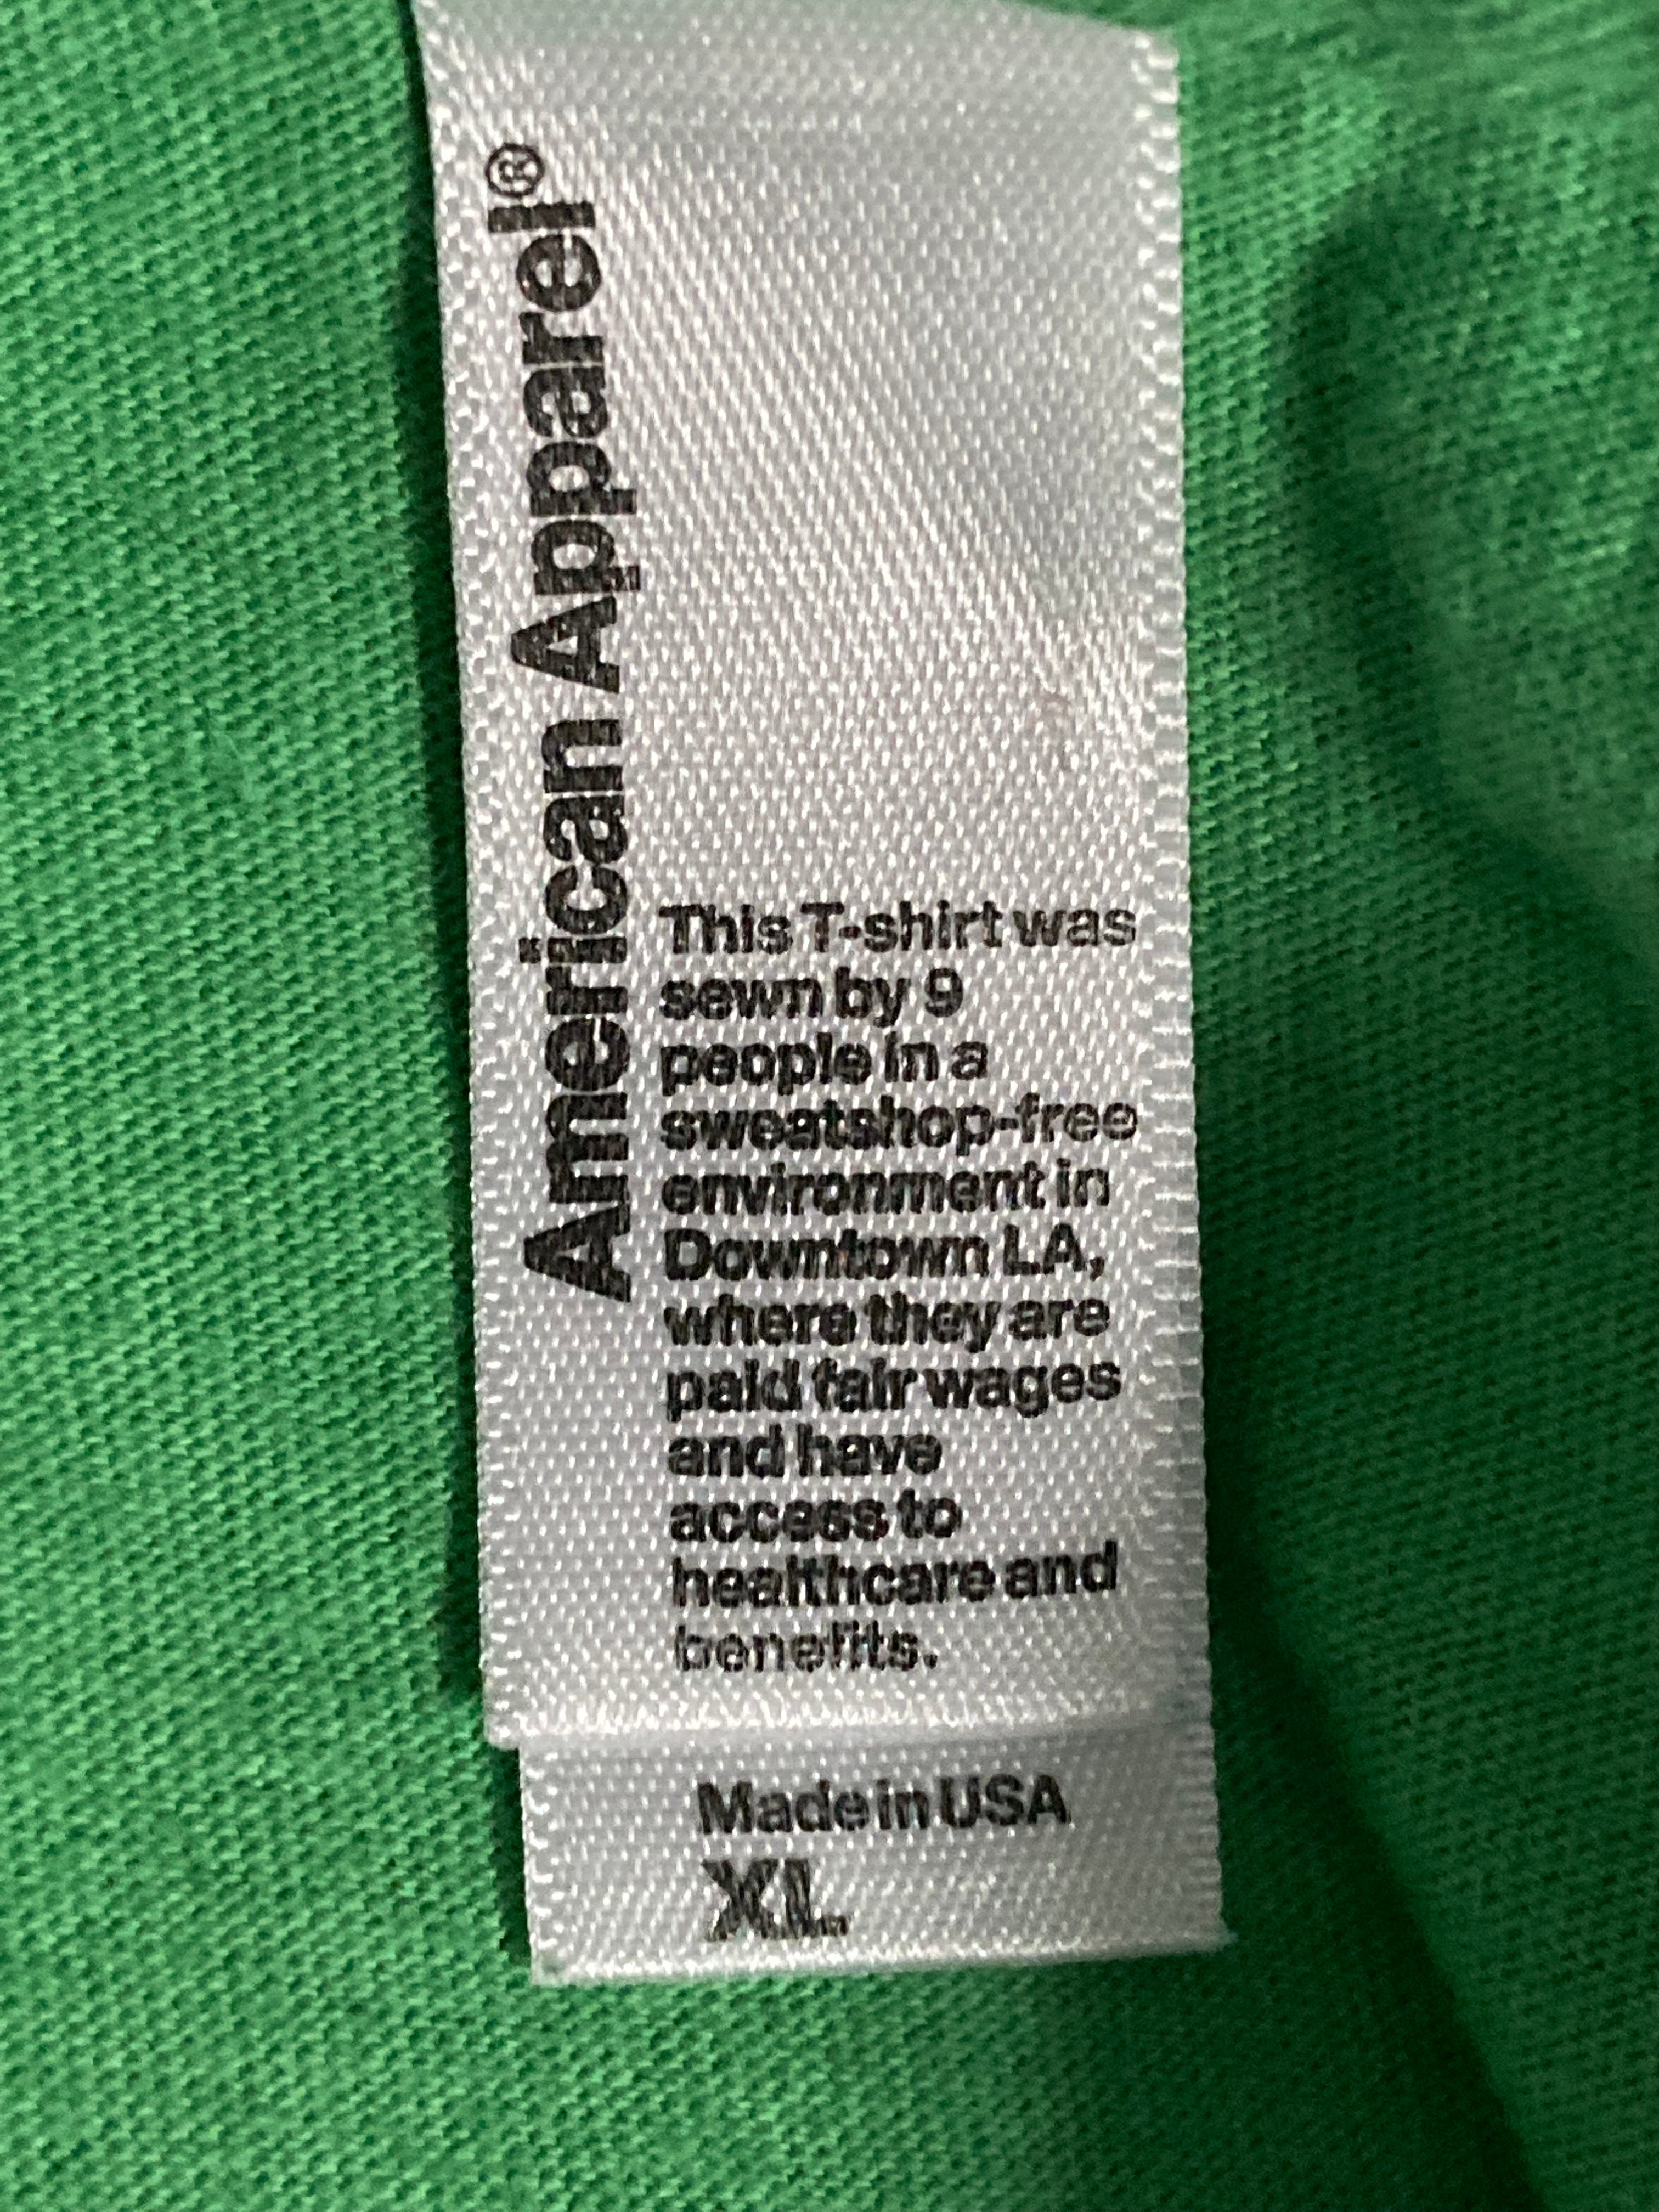 American Apparel®
This T-shirt was
sewn by 9
people in a
sweatshop-free
environment in
Downtown LA,
where they are
paid fair wages
and have
access to
healthcare and
benefits.
Made in USA
XL